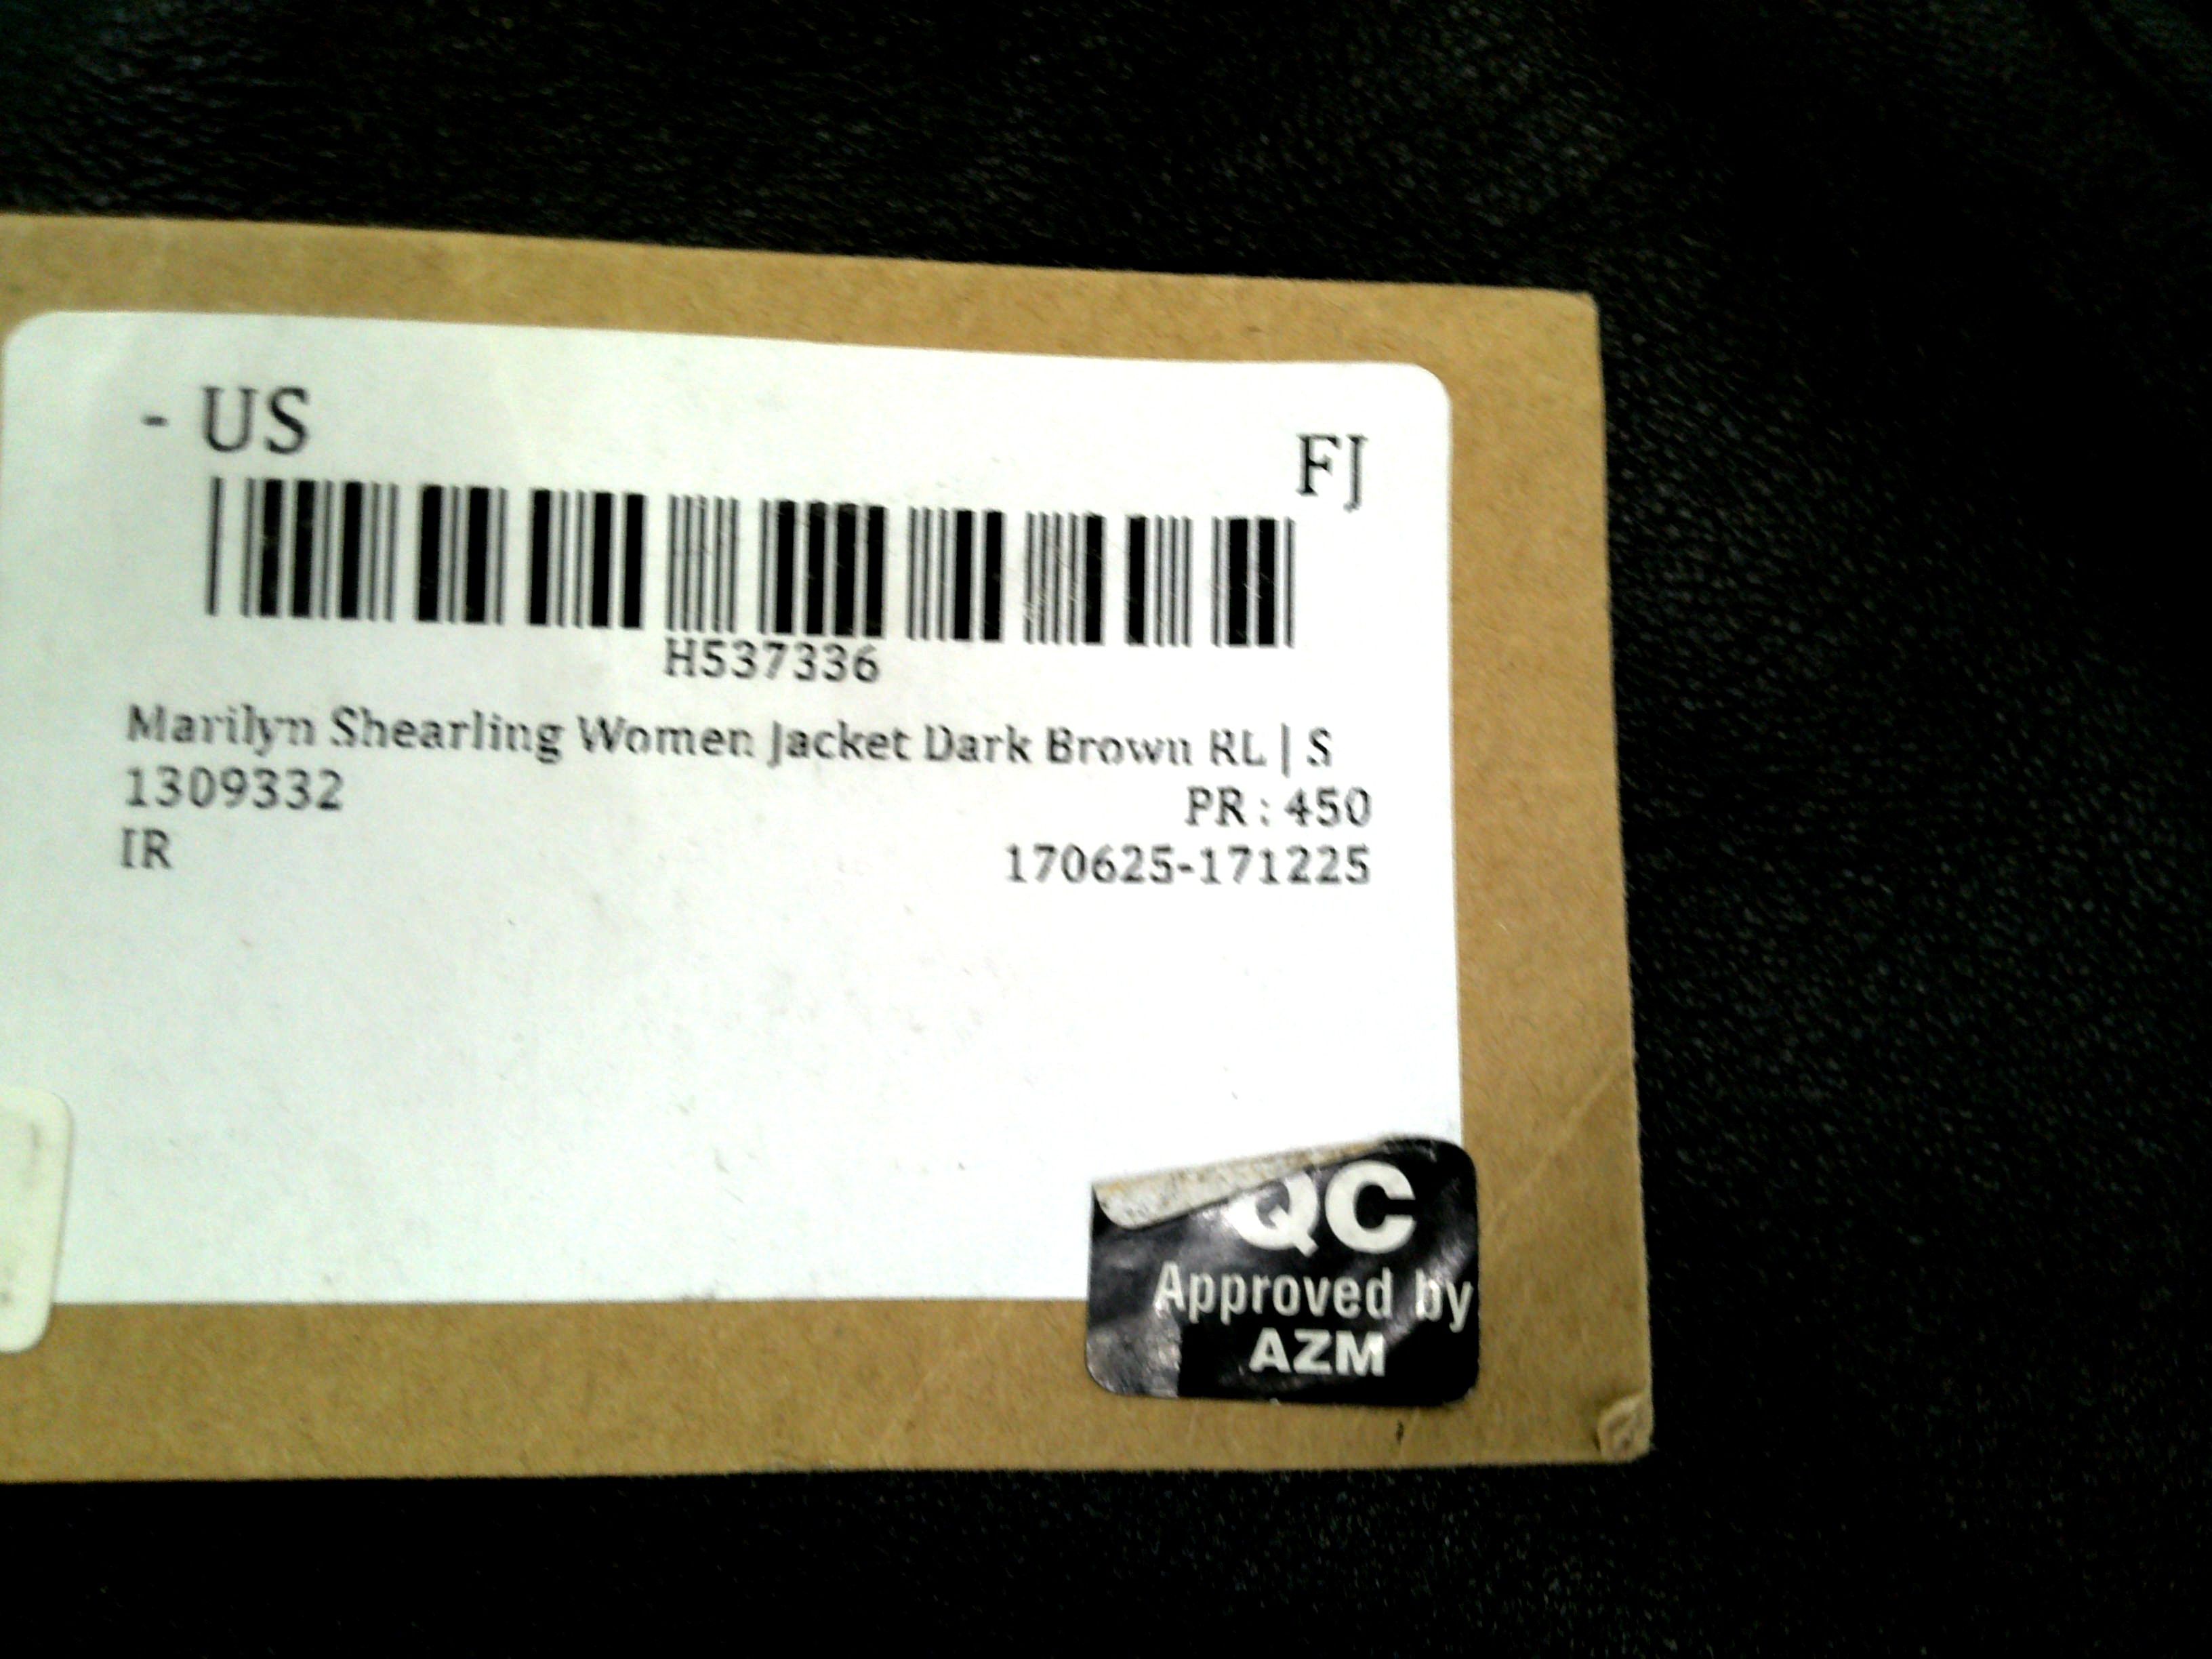 - US
FJ
H537336
Marilyn Shearling Women Jacket Dark Brown RL | S
1309332
PR : 450
IR
170625-171225
QC
Approved by
AZM